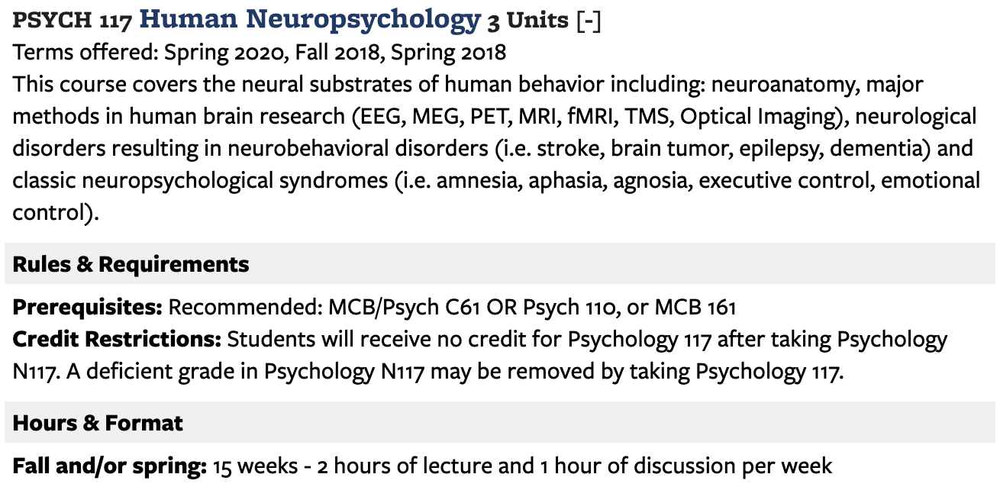 PSYCH 117 Human Neuropsychology 3 Units [-]
Terms offered: Spring 2020, Fall 2018, Spring 2018
This course covers the neural substrates of human behavior including: neuroanatomy, major
methods in human brain research (EEG, MEG, PET, MRI, fMRI, TMS, Optical Imaging), neurological
disorders resulting in neurobehavioral disorders (i.e. stroke, brain tumor, epilepsy, dementia) and
classic neuropsychological syndromes (i.e. amnesia, aphasia, agnosia, executive control, emotional
control).
Rules & Requirements
Prerequisites: Recommended: MCB/Psych C61 OR Psych 110, or MCB 161
Credit Restrictions: Students will receive no credit for Psychology 117 after taking Psychology
N117. A deficient grade in Psychology N117 may be removed by taking Psychology 117.
Hours & Format
Fall and/or spring: 15 weeks - 2 hours of lecture and 1 hour of discussion per week